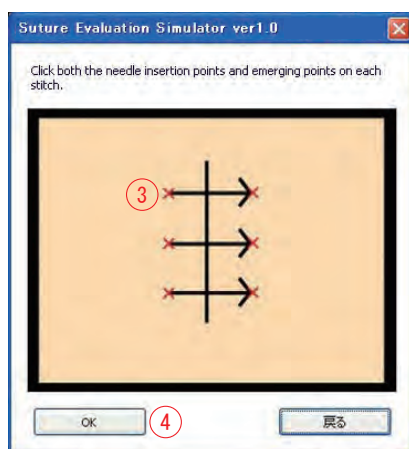 Suture Evaluation Simulator ver1.0
Click both the needle insertion points and emerging points on each
stitch.
③
OK
④
戻る